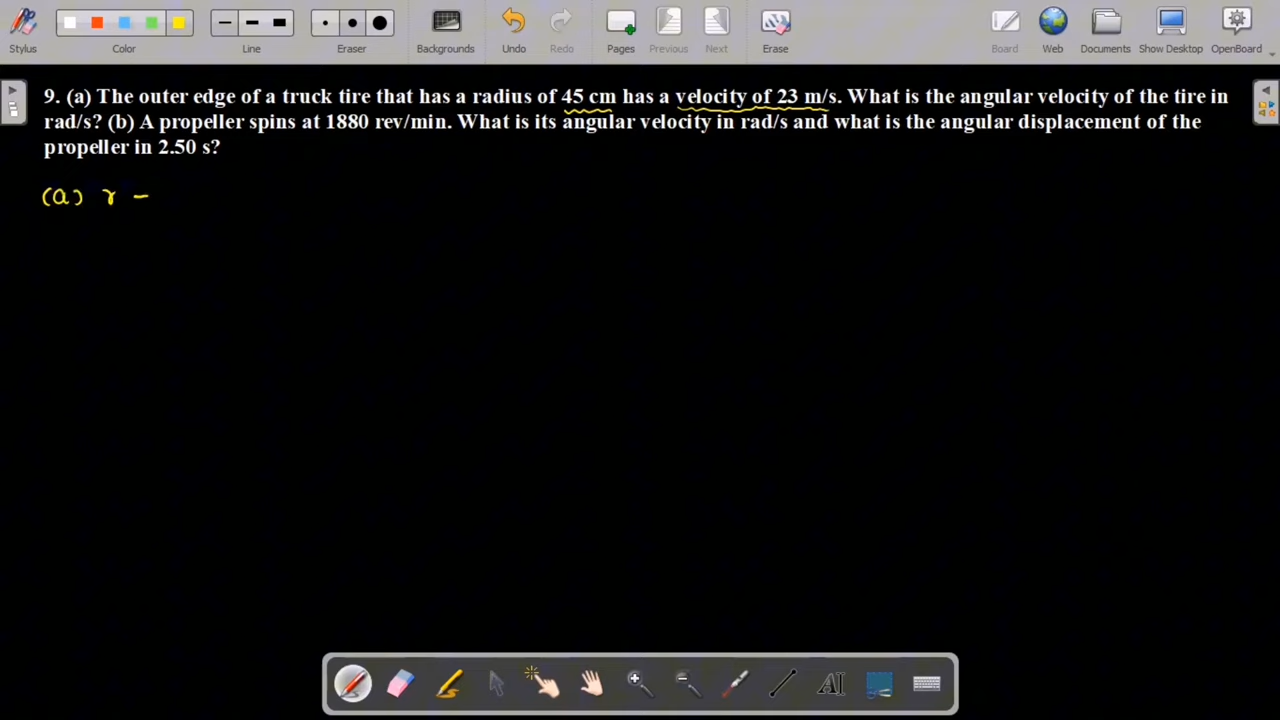 Stylus
Color
Line
Eraser
Backgrounds
Undo
Redo
Pages
Previous
Next
Erase
Board
Web
Documents
Show Desktop
OpenBoard
9. (a) The outer edge of a truck tire that has a radius of 45 cm has a velocity of 23 m/s. What is the angular velocity of the tire in
rad/s? (b) A propeller spins at 1880 rev/min. What is its angular velocity in rad/s and what is the angular displacement of the
propeller in 2.50 s?
(a) r -
AI